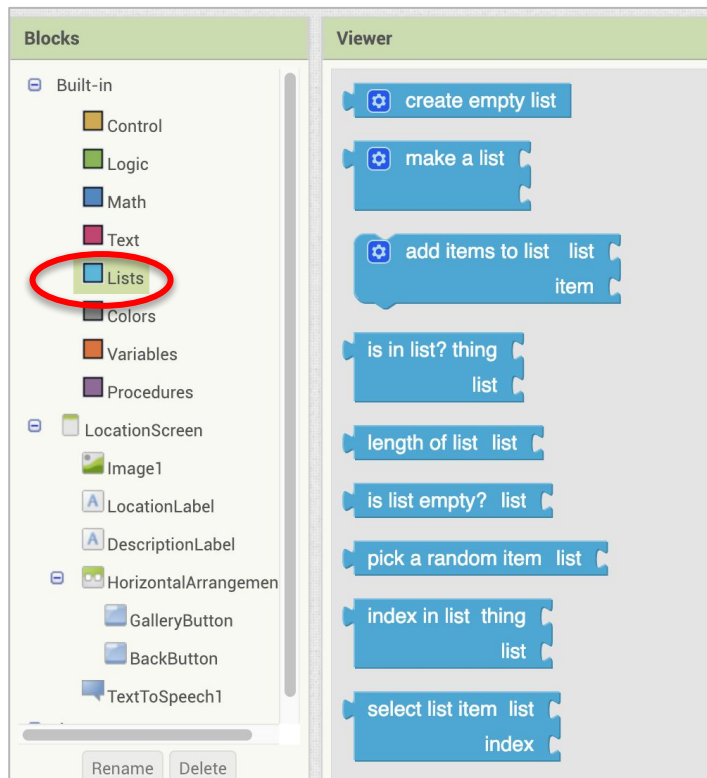 Blocks
Built-in
Control
Logic
Math
Text
Lists
Colors
Variables
Procedures
LocationScreen
Image1
A LocationLabel
A DescriptionLabel
HorizontalArrangemen
GalleryButton
BackButton
TextToSpeech1
Rename Delete
Viewer
create empty list
make a list
add items to list list
item
is in list? thing
list
length of list list
is list empty? list
pick a random item list
index in list thing
list
select list item list
index